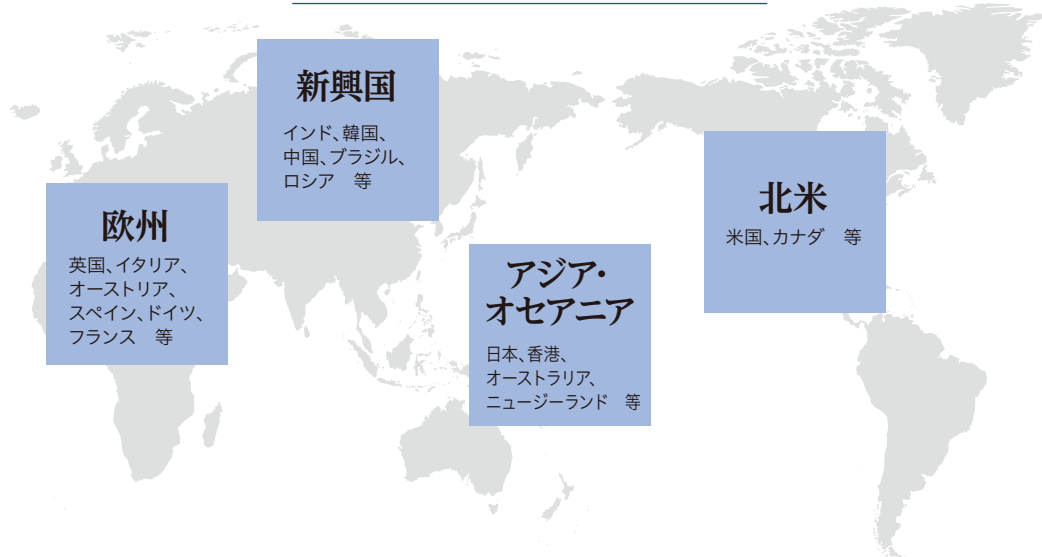 新興国
インド、韓国、
中国、ブラジル、
ロシア　等
欧州
英国、イタリア、
オーストリア、
スペイン、ドイツ、
フランス　等
アジア・
オセアニア
日本、香港、
オーストラリア、
ニュージーランド　等
北米
米国、カナダ　等